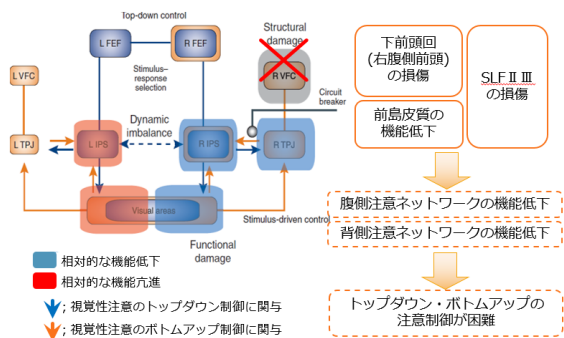 Top-down control
L FEF
R FEF
Structural
damage
L VFC
R VFC
Stimulus–
response
selection
Circuit
breaker
Dynamic
imbalance
L TPJ
L IPS
R IPS
R TPJ
Visual areas
Stimulus-driven control
Functional
damage
相対的な機能低下
相対的な機能亢進
; 視覚性注意のトップダウン制御に関与
; 視覚性注意のボトムアップ制御に関与
下前頭回
(右腹側前頭)
の損傷
前島皮質の
機能低下
SLFⅡⅢ
の損傷
腹側注意ネットワークの機能低下
背側注意ネットワークの機能低下
トップダウン・ボトムアップの
注意制御が困難